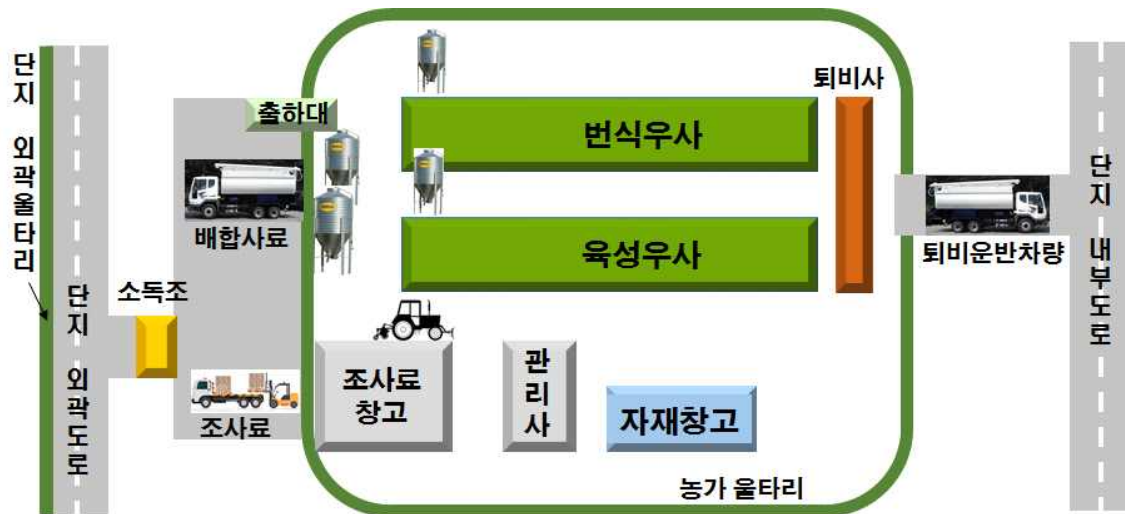 단지 외곽울타리
단지 외곽도로
소독조
출하대
배합사료
조사료
번식우사
육성우사
퇴비사
조사료
창고
관리사
자재창고
농가 울타리
퇴비운반차량
단지 내부도로